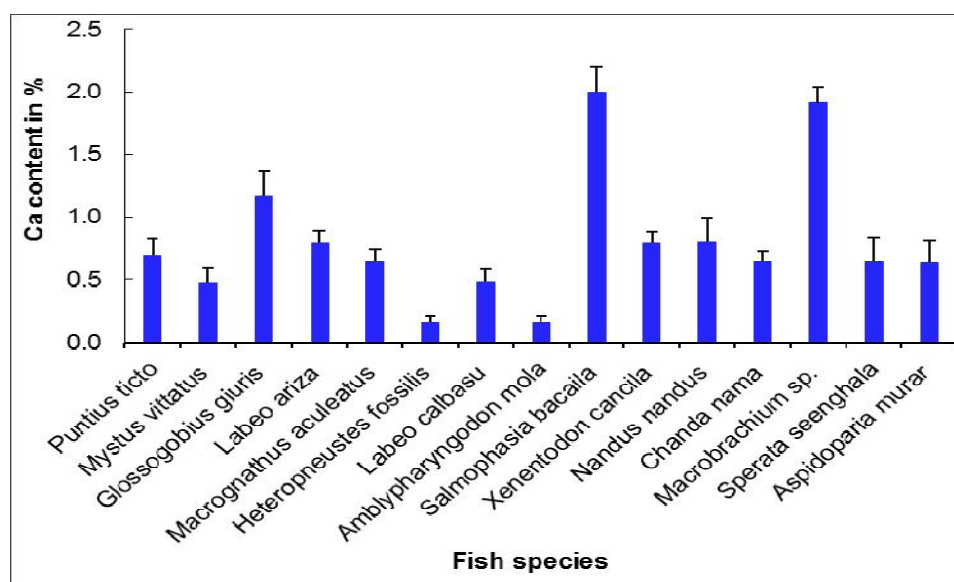 Ca content in %
2.5
2.0
1.5
1.0
0.5
0.0
Puntius ticto
Mystus vittatus
Glossogobius giuris
Labeo ariza
Macrognathus aculeatus
Heteropneustes fossilis
Labeo calbasu
Amblypharyngodon mola
Salmophasia bacaila
Xenentodon cancila
Nandus nandus
Chanda nama
Macrobrachium sp.
Sperata seenghala
Aspidoparia murar
Fish species